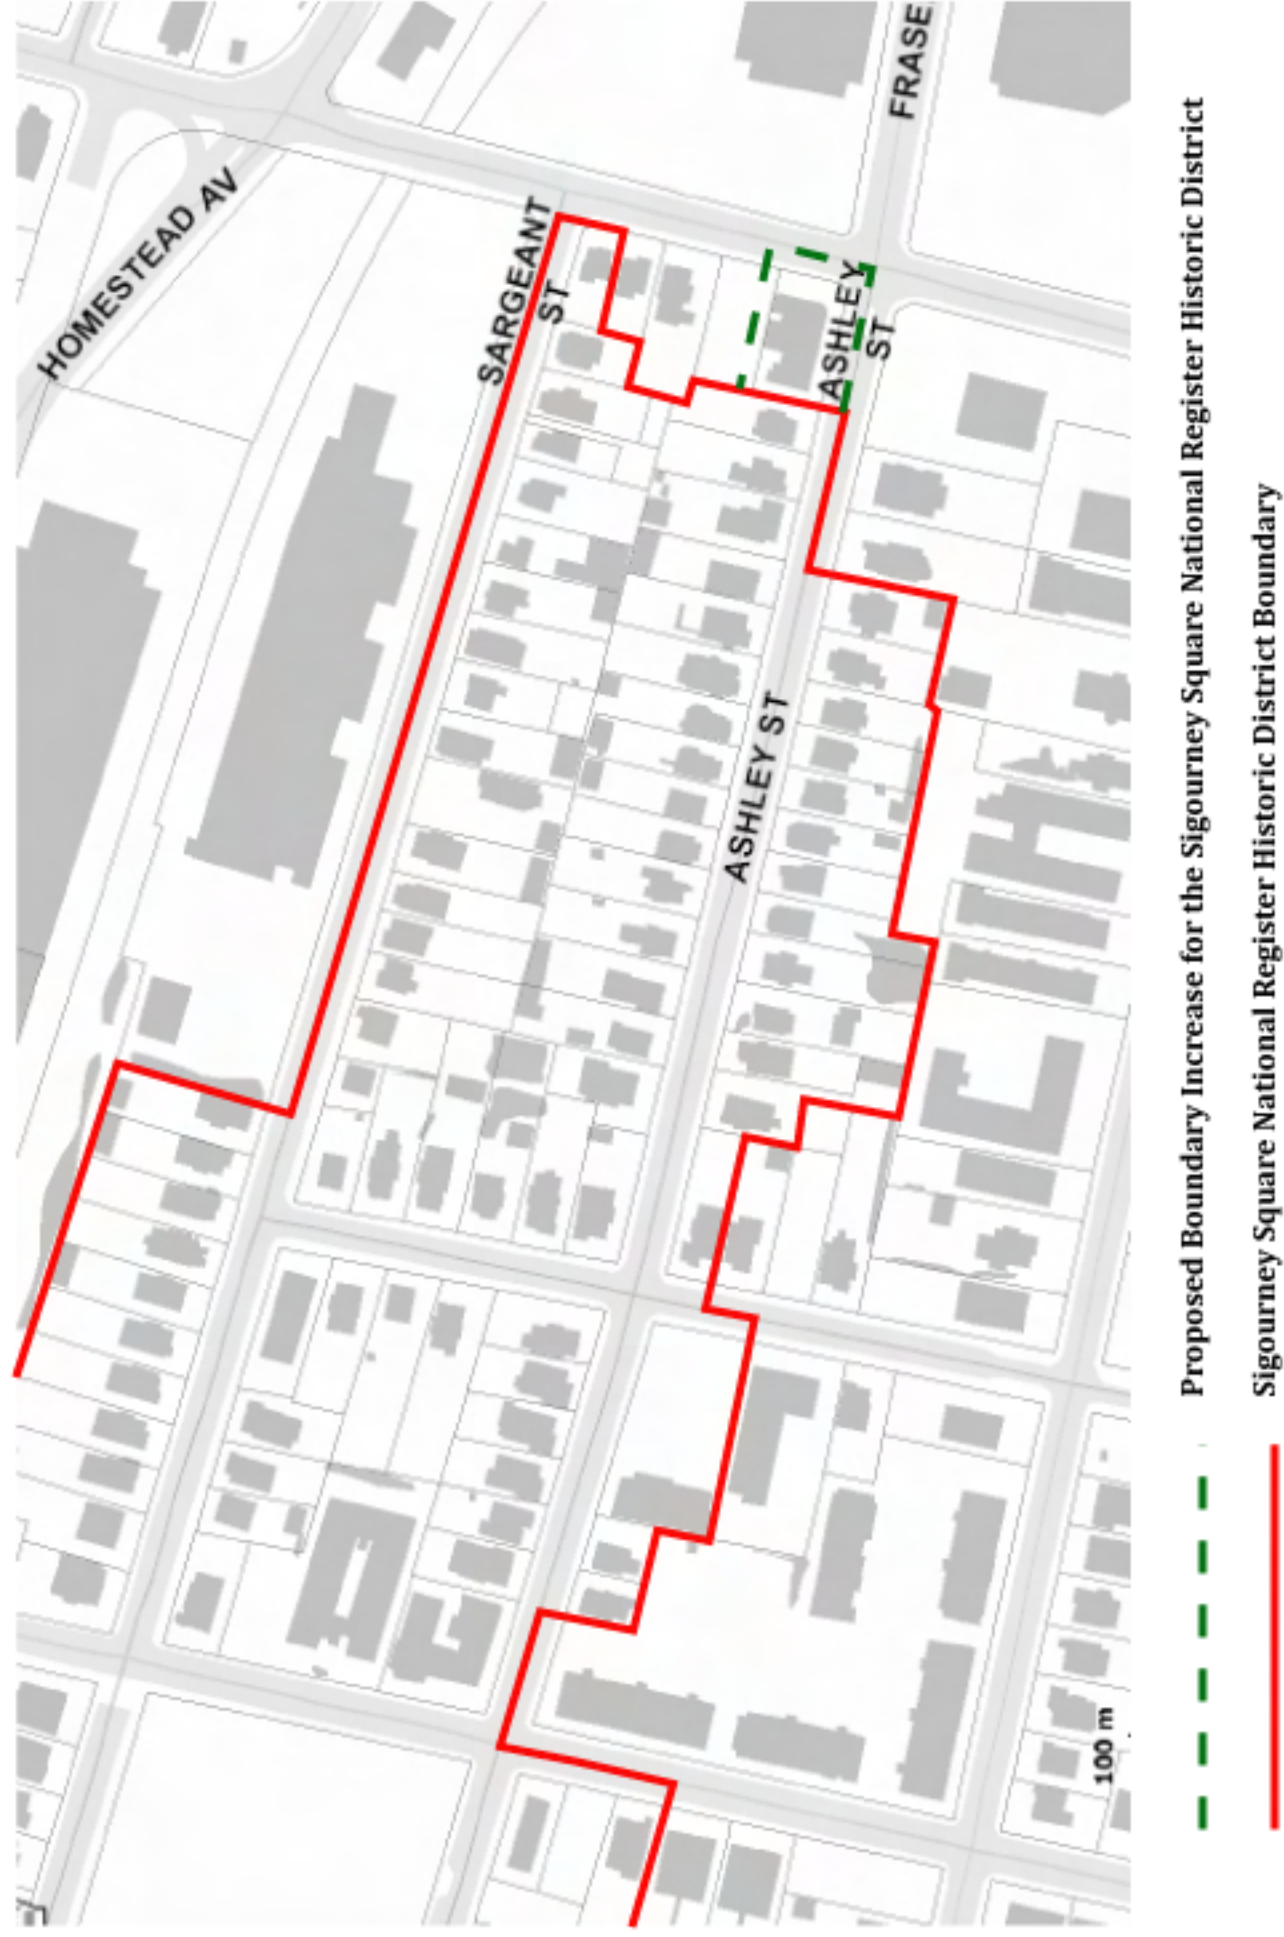 HOMESTEAD AV
SARGEANT
ST
FRASE
ASHLEY
ST
ASHLEY ST
100 m
Proposed Boundary Increase for the Sigourney Square National Register Historic District
Sigourney Square National Register Historic District Boundary